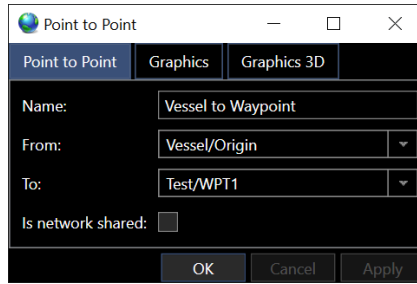 Point to Point
Point to Point Graphics Graphics 3D
Name: Vessel to Waypoint
From: Vessel/Origin
To: Test/WPT1
Is network shared:
OK Cancel Apply